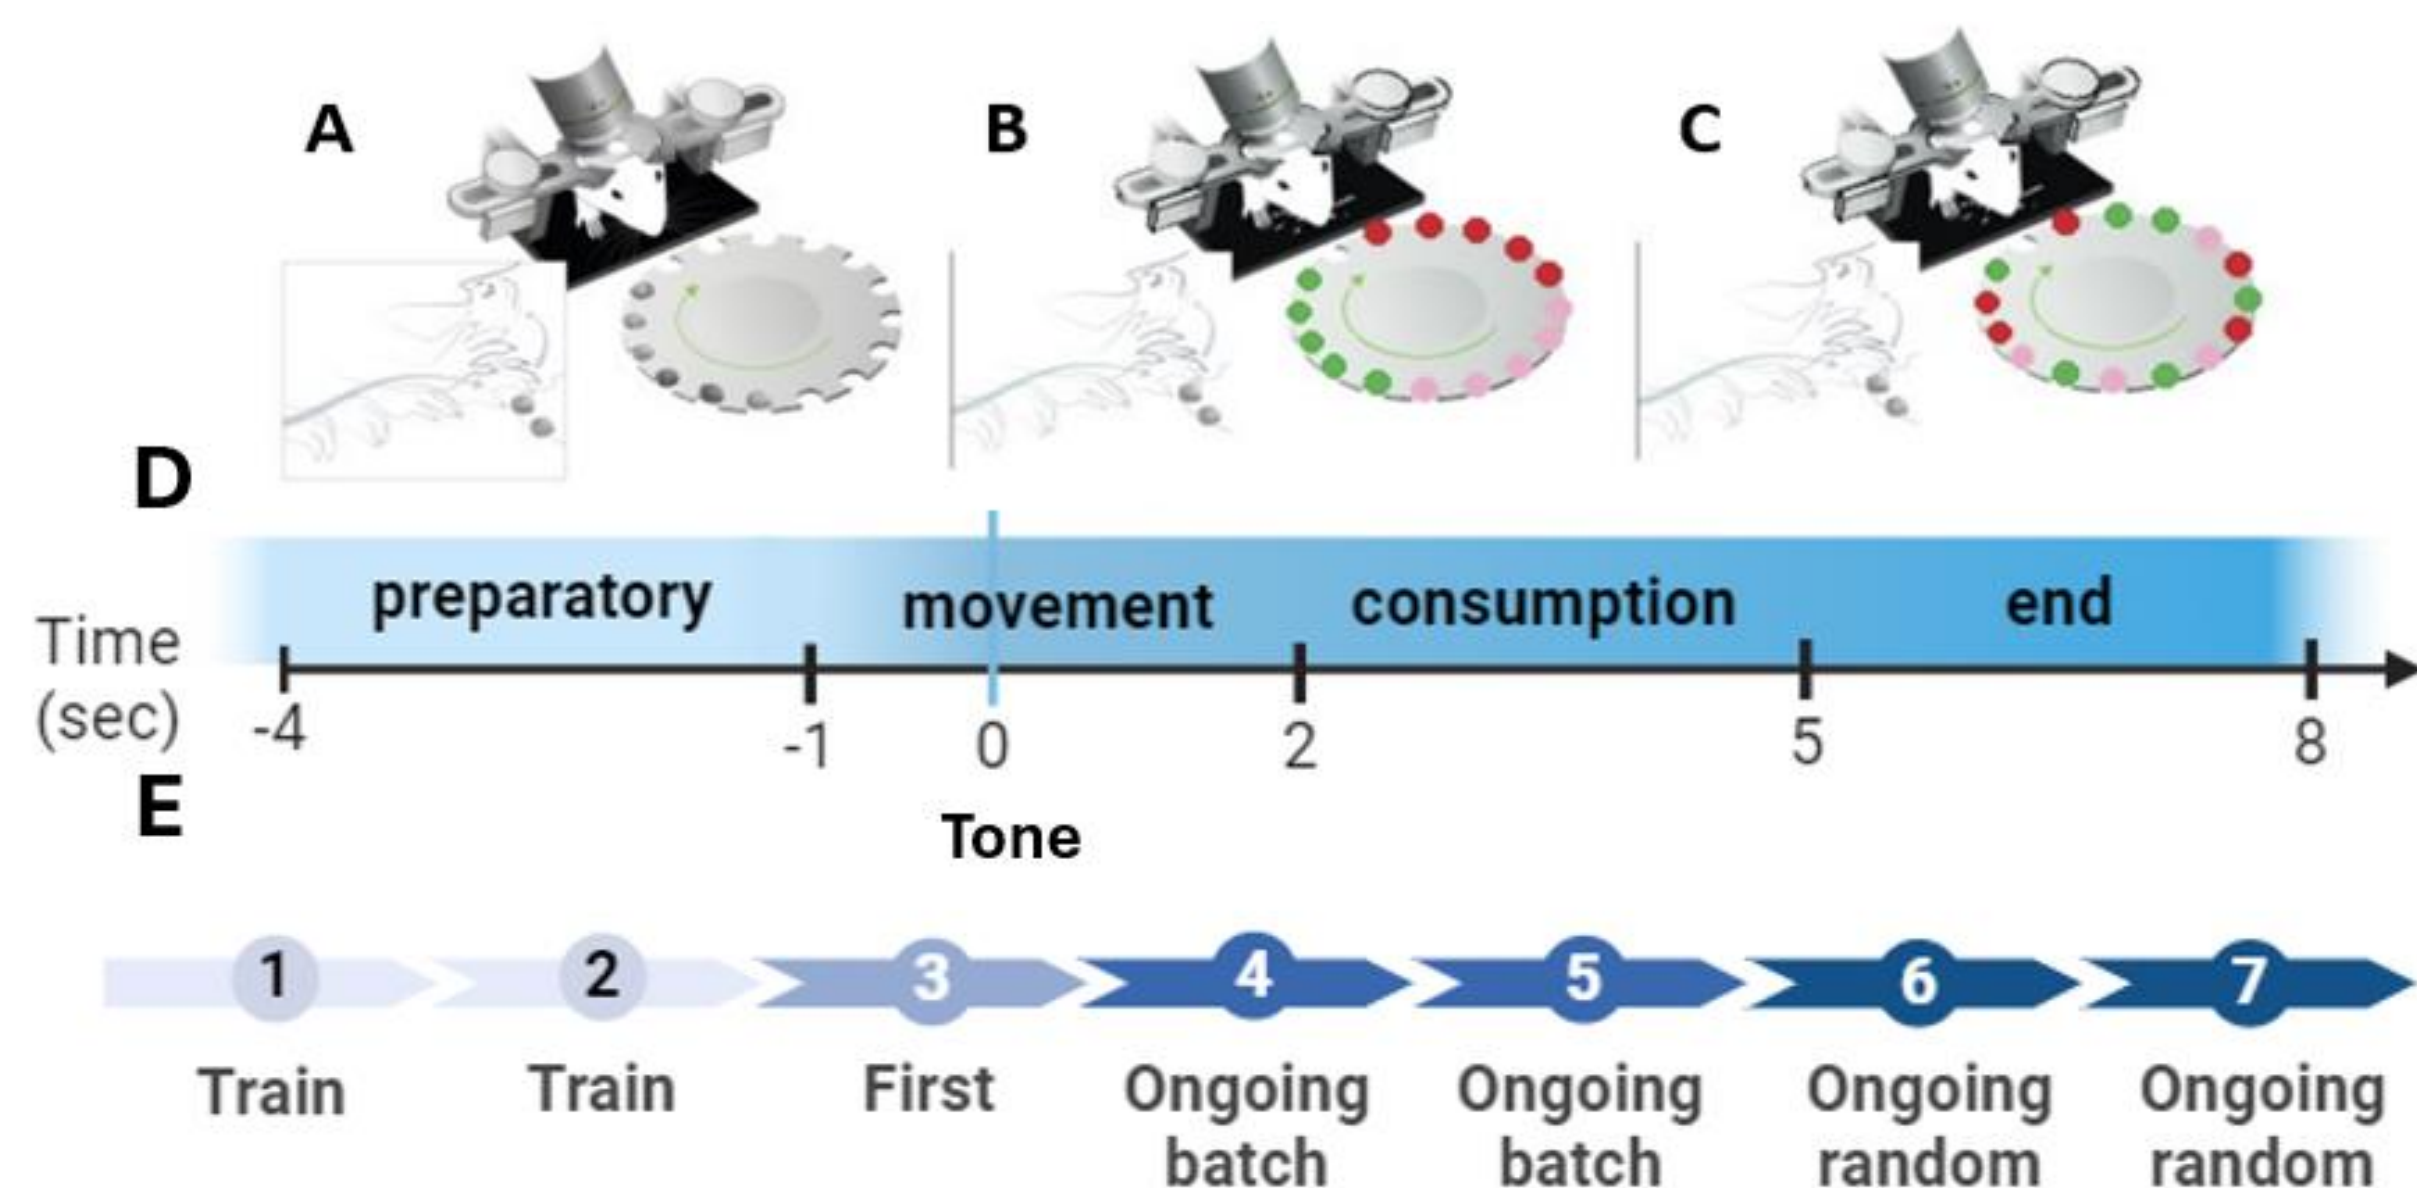 A
B
C
D
preparatory
movement
consumption
end
Time
(sec)
-4
-1
0
2
5
8
E
Tone
1
2
3
4
5
6
7
Train
Train
First
Ongoing
batch
Ongoing
batch
Ongoing
random
Ongoing
random